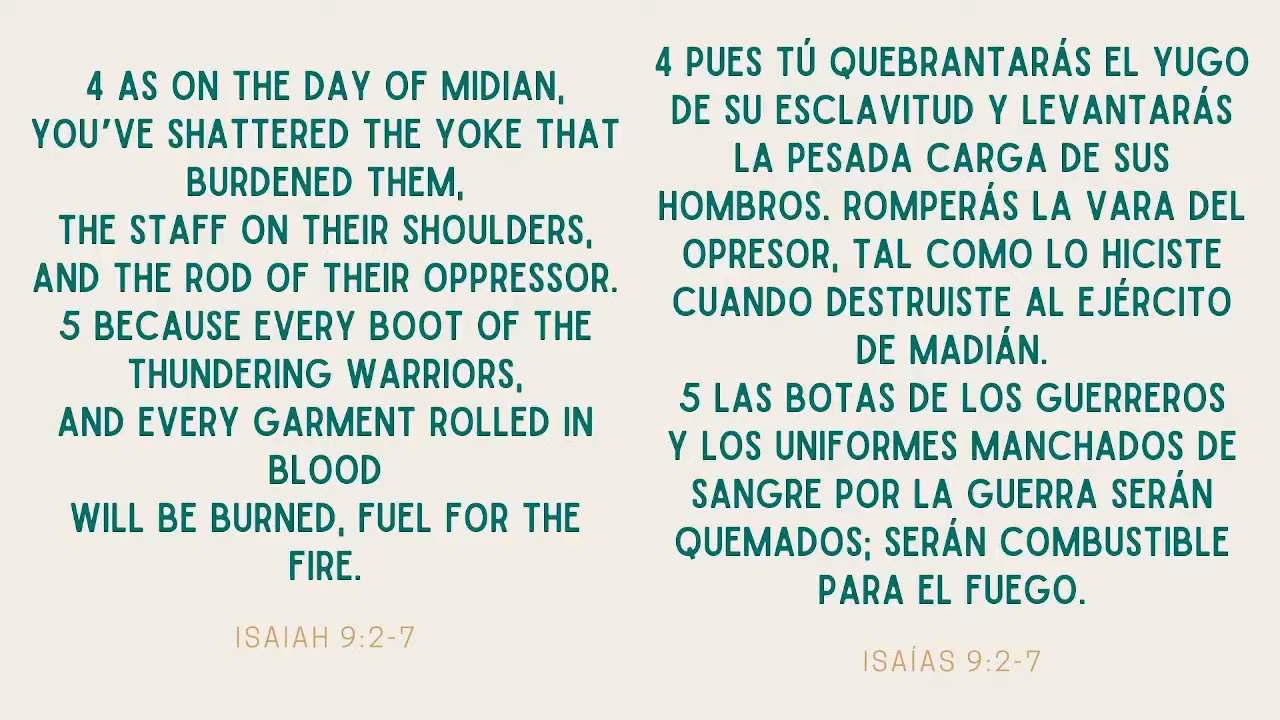 4 AS ON THE DAY OF MIDIAN,
YOU'VE SHATTERED THE YOKE THAT
BURDENED THEM,
THE STAFF ON THEIR SHOULDERS,
AND THE ROD OF THEIR OPPRESSOR.
5 BECAUSE EVERY BOOT OF THE
THUNDERING WARRIORS,
AND EVERY GARMENT ROLLED IN
BLOOD
WILL BE BURNED, FUEL FOR THE
FIRE.
ISAIAH 9:2-7
4 PUES TÚ QUEBRANTARÁS EL YUGO
DE SU ESCLAVITUD Y LEVANTARÁS
LA PESADA CARGA DE SUS
HOMBROS. ROMPERÁS LA VARA DEL
OPRESOR, TAL COMO LO HICISTE
CUANDO DESTRUISTE AL EJÉRCITO
DE MADIÁN.
5 LAS BOTAS DE LOS GUERREROS
Y LOS UNIFORMES MANCHADOS DE
SANGRE POR LA GUERRA SERÁN
QUEMADOS; SERÁN COMBUSTIBLE
PARA EL FUEGO.
ISAÍAS 9:2-7